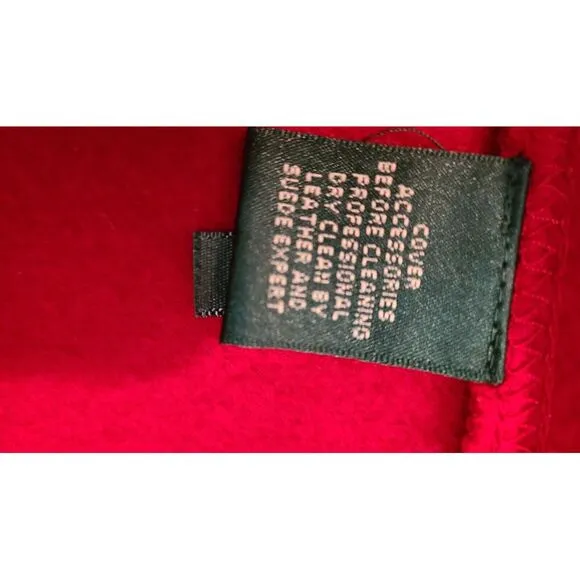 COVER
ACCESSORIES
BEFORE CLEANING
PROFESSIONAL
DRY CLEAN BY
LEATHER AND
SUEDE EXPERT